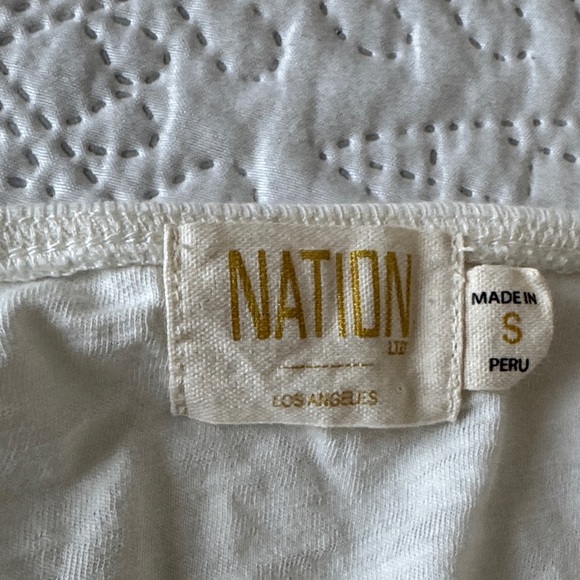 NATION
LTD
LOS ANGELES
MADE IN
S
PERU